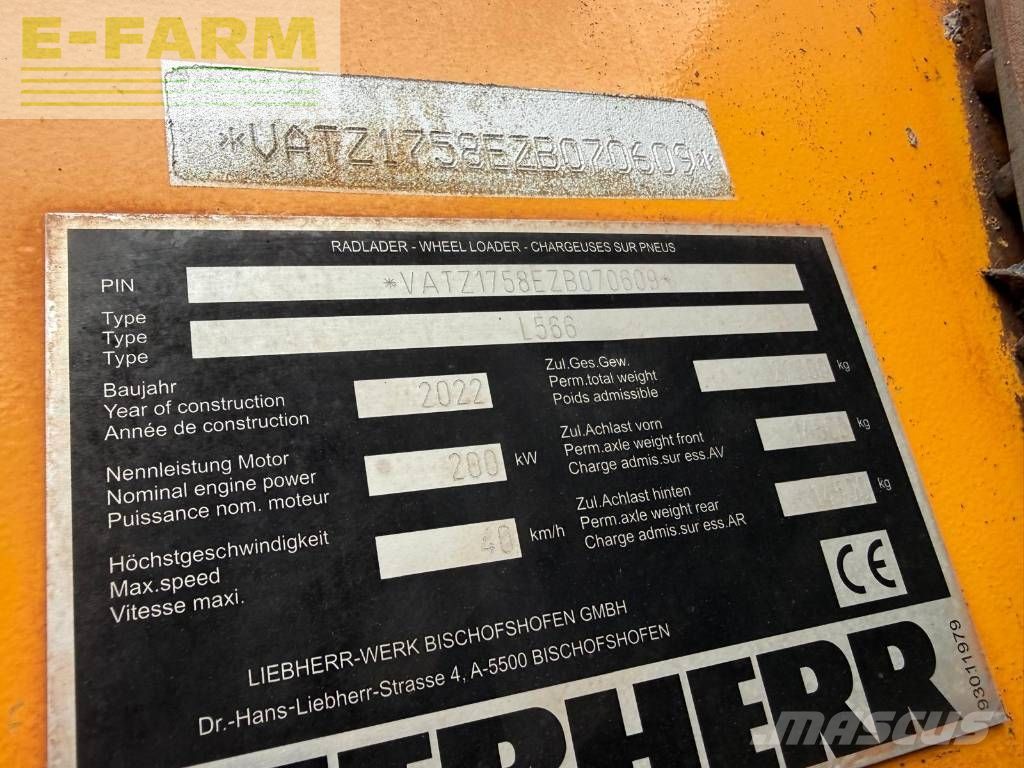 E-FARM
*VATZ1758EZB070609*
RADLADER - WHEEL LOADER - CHARGEUSES SUR PNEUS
PIN *VATZ1758EZB070609*
Type
Type L566
Type
Baujahr
Year of construction 2022
Année de construction
Zul.Ges.Gew.
Perm.total weight kg
Poids admissible
Nennleistung Motor
Nominal engine power 200 kW
Puissance nom. moteur
Zul.Achlast vorn
Perm.axle weight front kg
Charge admis.sur ess.AV
Höchstgeschwindigkeit
Max.speed 40 km/h
Vitesse maxi.
Zul.Achlast hinten
Perm.axle weight rear kg
Charge admis.sur ess.AR
CE
LIEBHERR-WERK BISCHOFSHOFEN GMBH
Dr.-Hans-Liebherr-Strasse 4, A-5500 BISCHOFSHOFEN
93011979
LIEBHERR
MASCUS